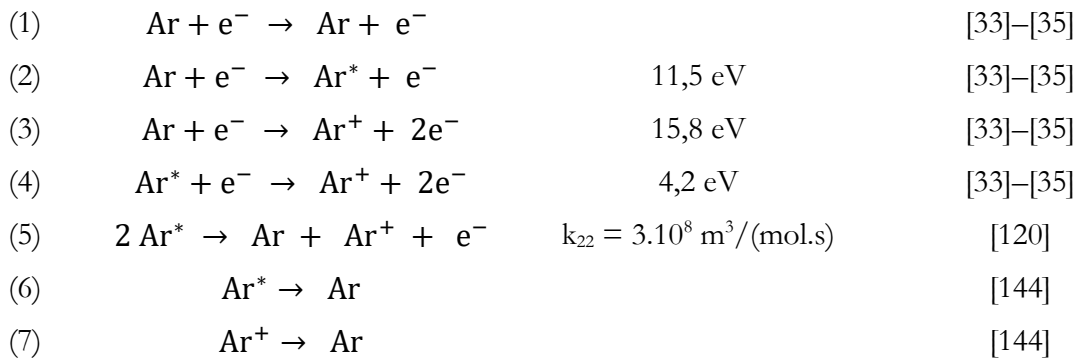 (1) Ar + e⁻ → Ar + e⁻ [33]–[35]
(2) Ar + e⁻ → Ar* + e⁻ 11,5 eV [33]–[35]
(3) Ar + e⁻ → Ar⁺ + 2e⁻ 15,8 eV [33]–[35]
(4) Ar* + e⁻ → Ar⁺ + 2e⁻ 4,2 eV [33]–[35]
(5) 2 Ar* → Ar + Ar⁺ + e⁻ k₂₂ = 3.10⁸ m³/(mol.s) [120]
(6) Ar* → Ar [144]
(7) Ar⁺ → Ar [144]